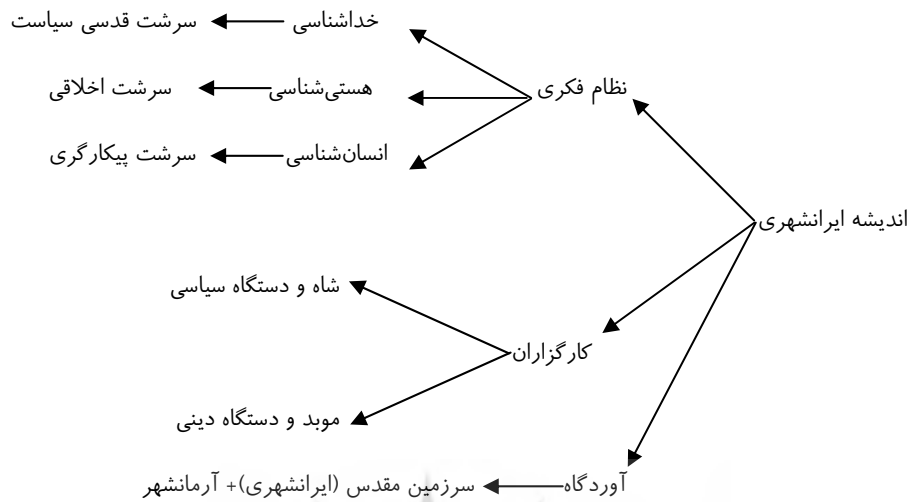 خداشناسی سرشت قدسی سیاست
نظام فکری
هستی‌شناسی سرشت اخلاقی
انسان‌شناسی سرشت پیکارگری
اندیشه ایرانشهری
شاه و دستگاه سیاسی
کارگزاران
موبد و دستگاه دینی
آوردگاه سرزمین مقدس (ایرانشهری)+ آرمانشهر